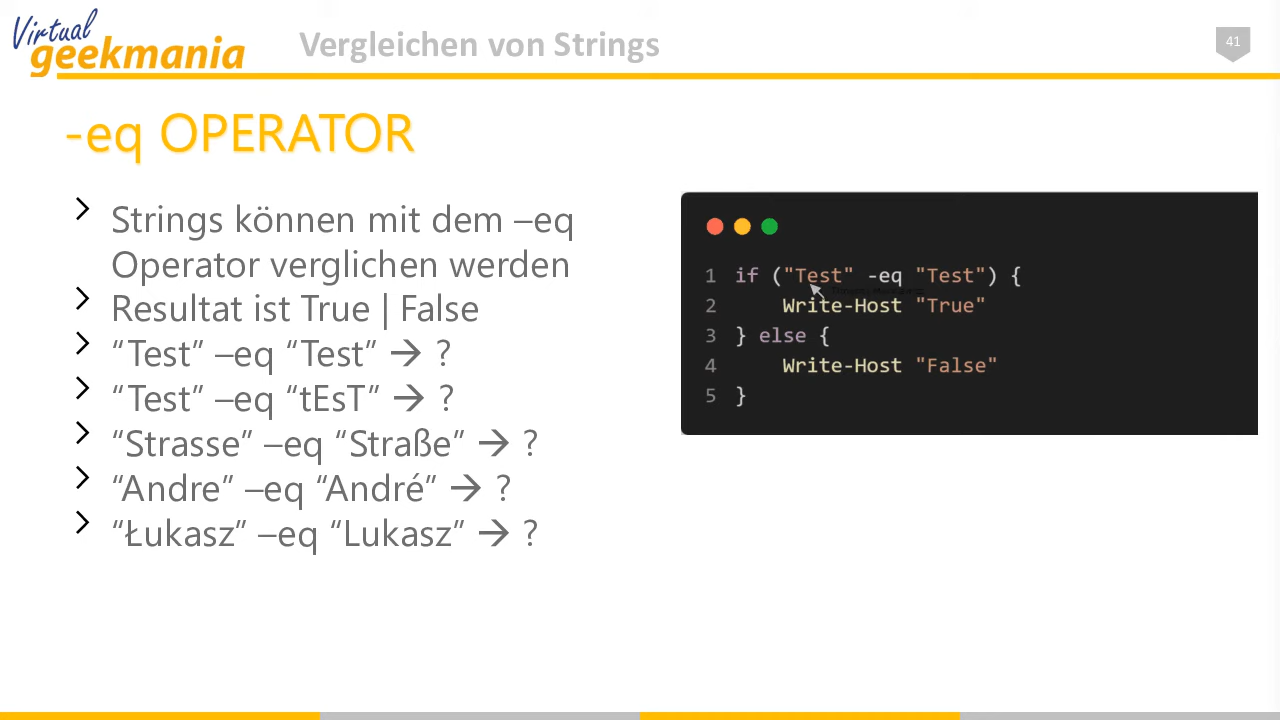 Virtual
geekmania
Vergleichen von Strings
41
-eq OPERATOR
Strings können mit dem –eq
Operator verglichen werden
Resultat ist True | False
“Test” –eq “Test” → ?
“Test” –eq “tEsT” → ?
“Strasse” –eq “Straße” → ?
“Andre” –eq “André” → ?
“Łukasz” –eq “Lukasz” → ?
1 if ("Test" -eq "Test") {
2 Write-Host "True"
3 } else {
4 Write-Host "False"
5 }